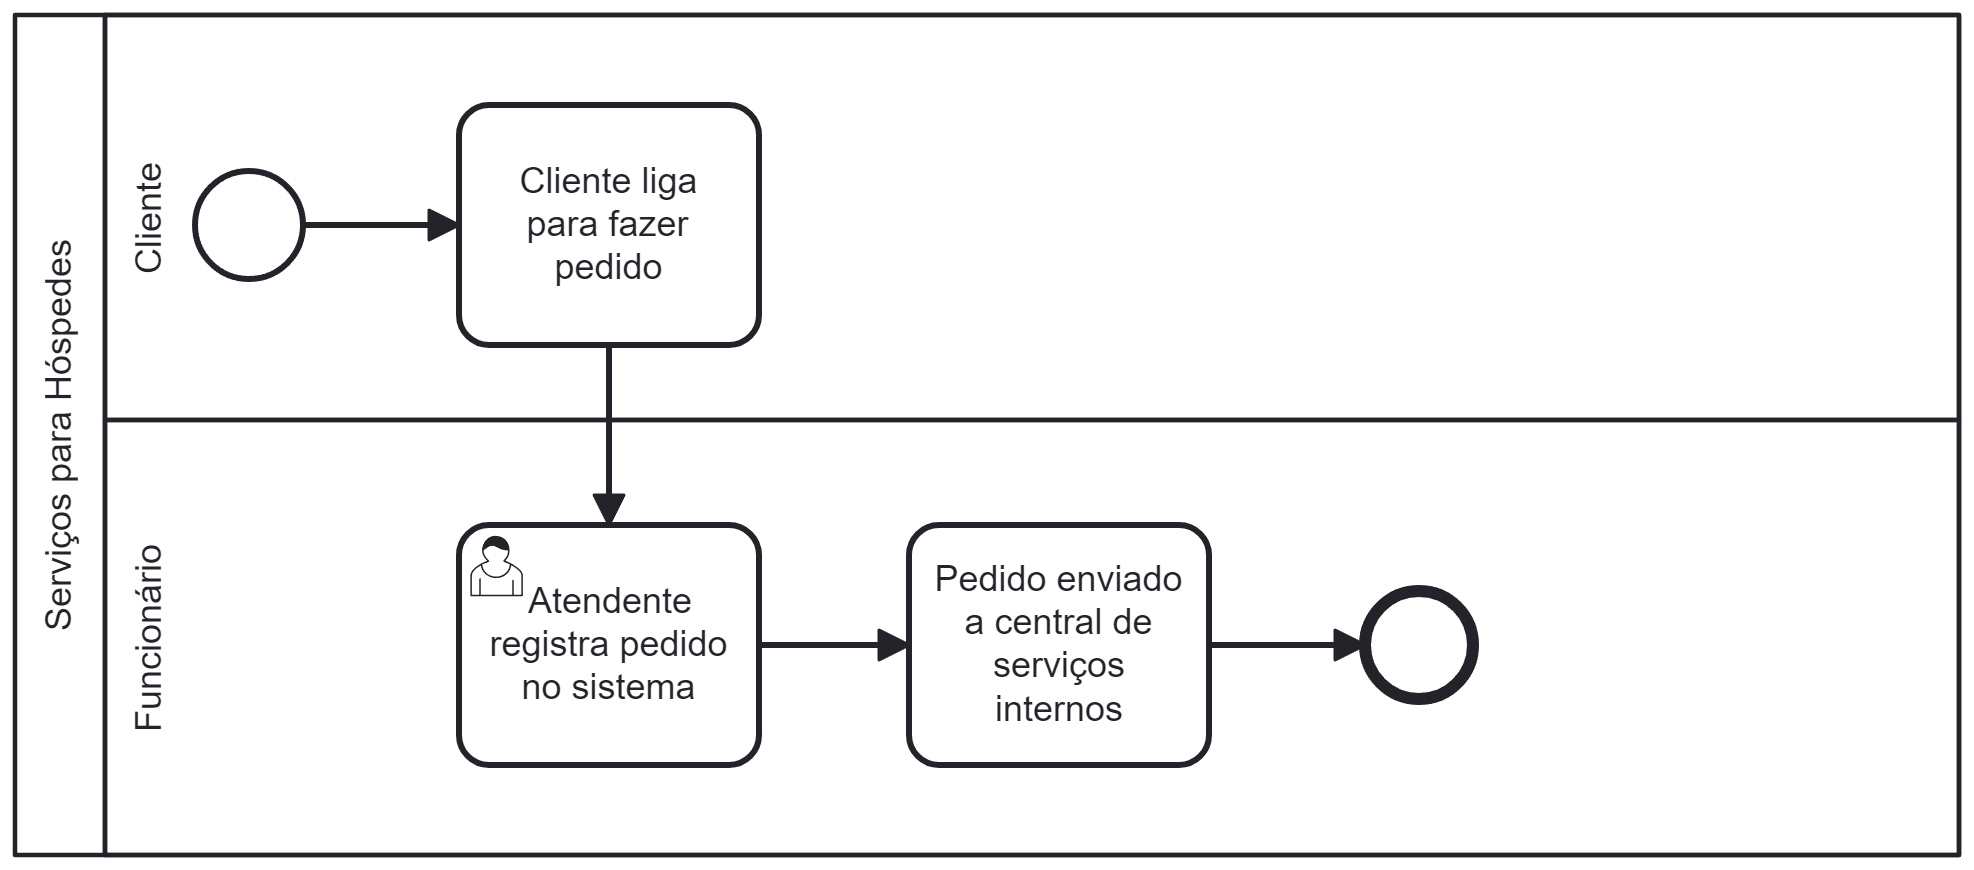 Serviços para Hóspedes
Cliente
Cliente liga
para fazer
pedido
Funcionário
Atendente
registra pedido
no sistema
Pedido enviado
a central de
serviços
internos